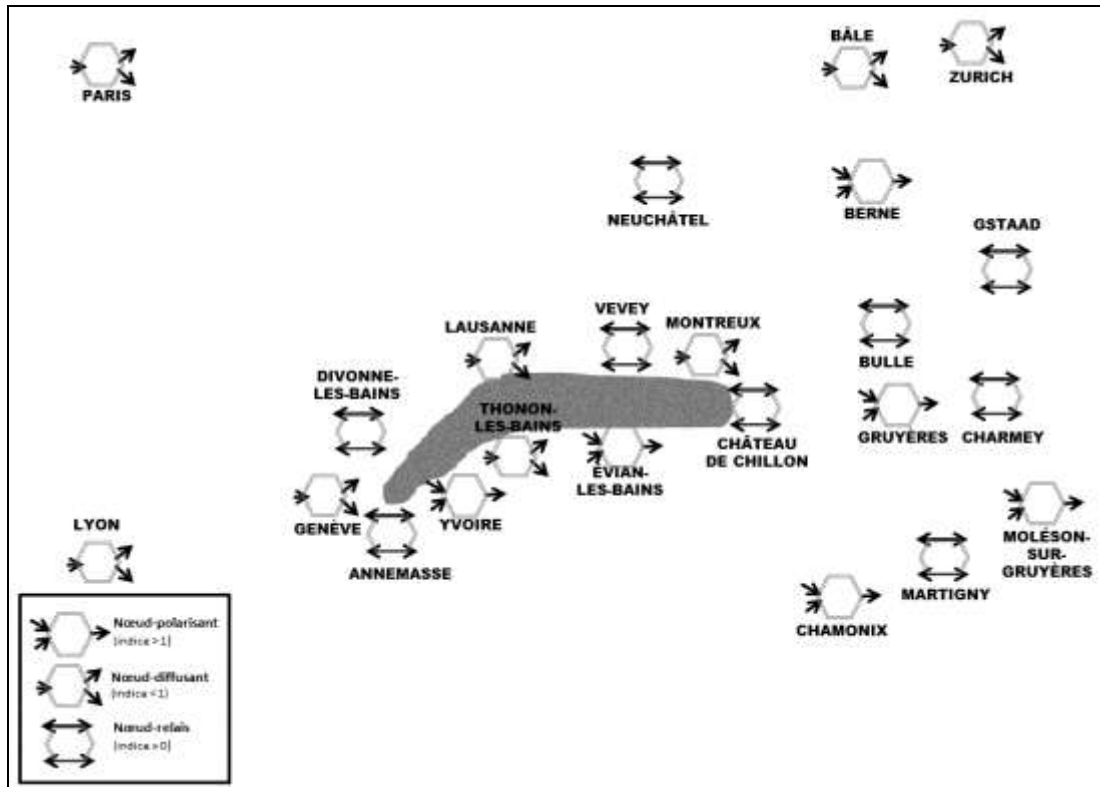 PARIS
BÂLE
ZURICH
NEUCHÂTEL
BERNE
GSTAAD
LAUSANNE
VEVEY
MONTREUX
BULLE
DIVONNE-
LES-BAINS
THONON-
LES-BAINS
CHÂTEAU
DE CHILLON
GRUYÈRES
CHARMEY
ÉVIAN-
LES-BAINS
GENÈVE
YVOIRE
ANNEMASSE
LYON
MOLÉSON-
SUR-
GRUYÈRES
MARTIGNY
CHAMONIX
Nœud-polarisant
(indice > 1)
Nœud-diffusant
(indice < 1)
Nœud-relais
(indice = 0)